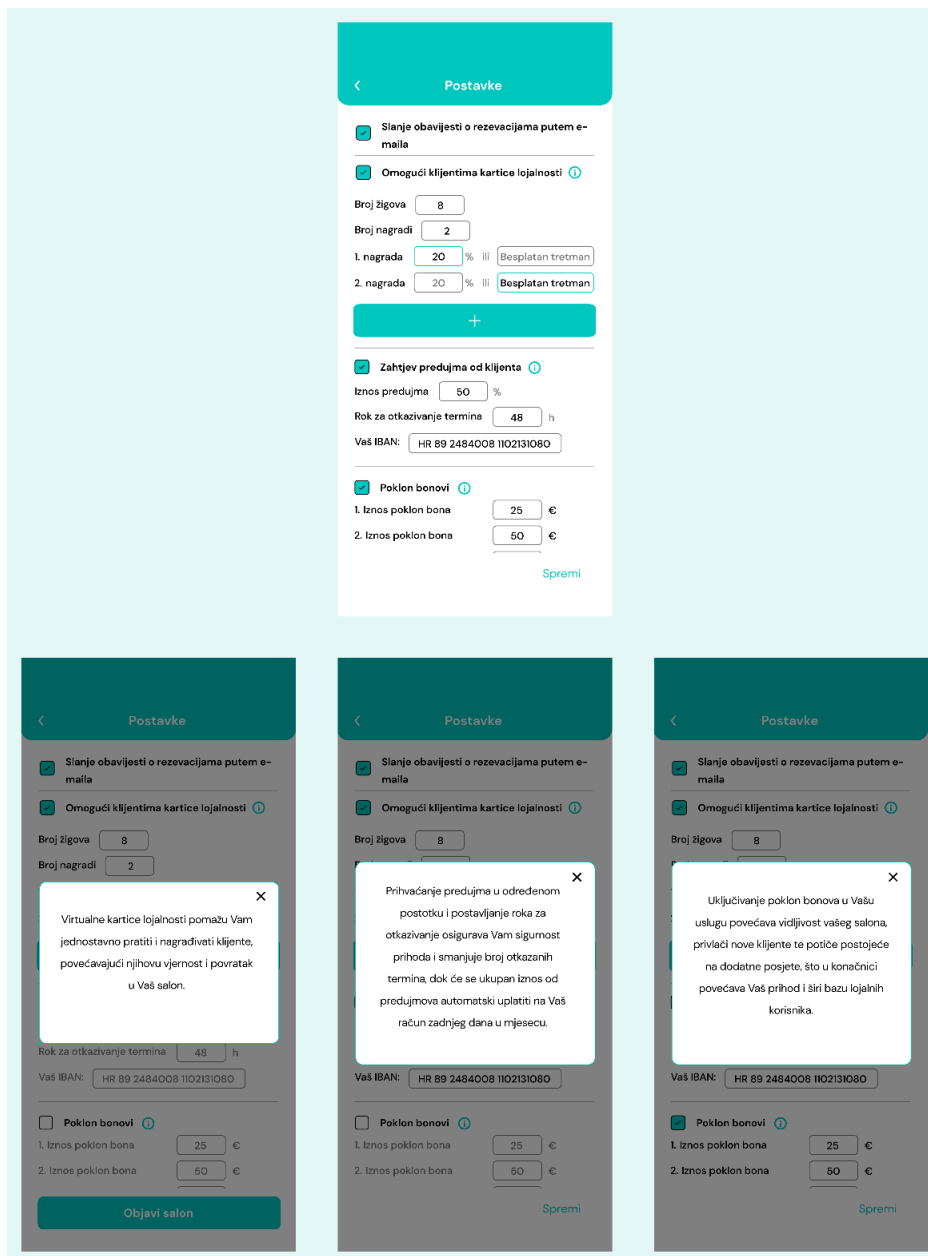 Postavke
Slanje obavijesti o rezevacijama putem e-
maila
Omogući klijentima kartice lojalnosti
Broj žigova 8
Broj nagradi 2
1. nagrada 20 % ili Besplatan tretman
2. nagrada 20 % ili Besplatan tretman
+
Zahtjev predujma od klijenta
Iznos predujma 50 %
Rok za otkazivanje termina 48 h
Vaš IBAN: HR 89 2484008 1102131080
Poklon bonovi
1. Iznos poklon bona 25 €
2. Iznos poklon bona 50 €
Spremi
Postavke
Slanje obavijesti o rezevacijama putem e-
maila
Omogući klijentima kartice lojalnosti
Broj žigova 8
Broj nagradi 2
Virtualne kartice lojalnosti pomažu Vam
jednostavno pratiti i nagrađivati klijente,
povećavajući njihovu vjernost i povratak
u Vaš salon.
Rok za otkazivanje termina 48 h
Vaš IBAN: HR 89 2484008 1102131080
Poklon bonovi
1. Iznos poklon bona 25 €
2. Iznos poklon bona 50 €
Objavi salon
Postavke
Slanje obavijesti o rezevacijama putem e-
maila
Omogući klijentima kartice lojalnosti
Broj žigova 8
Prihvaćanje predujma u određenom
postotku i postavljanje roka za
otkazivanje osigurava Vam sigurnost
prihoda i smanjuje broj otkazanih
termina, dok će se ukupan iznos od
predujmova automatski uplatiti na Vaš
račun zadnjeg dana u mjesecu.
Vaš IBAN: HR 89 2484008 1102131080
Poklon bonovi
1. Iznos poklon bona 25 €
2. Iznos poklon bona 50 €
Spremi
Postavke
Slanje obavijesti o rezevacijama putem e-
maila
Omogući klijentima kartice lojalnosti
Broj žigova 8
Uključivanje poklon bonova u Vašu
uslugu povećava vidljivost vašeg salona,
privlači nove klijente te potiče postojeće
na dodatne posjete, što u konačnici
povećava Vaš prihod i širi bazu lojalnih
korisnika.
Vaš IBAN: HR 89 2484008 1102131080
Poklon bonovi
1. Iznos poklon bona 25 €
2. Iznos poklon bona 50 €
Spremi